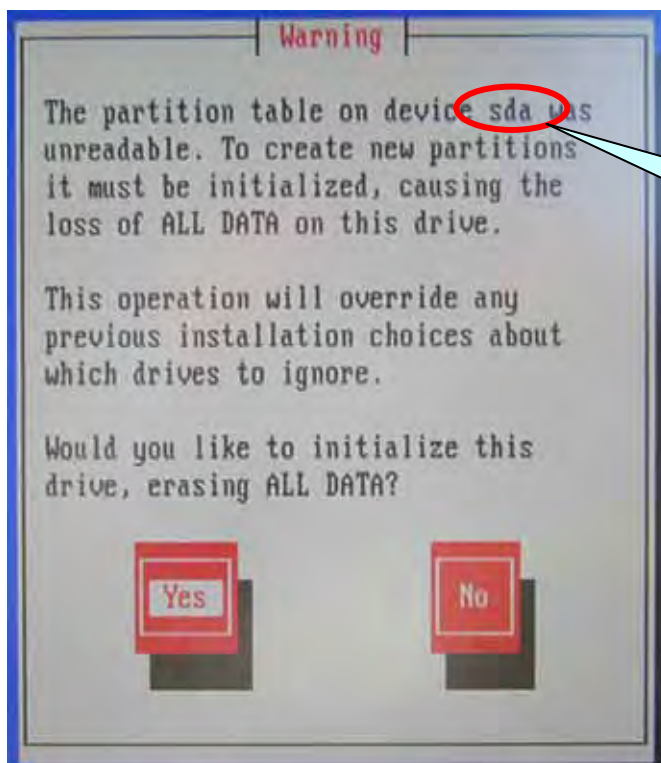 Warning
The partition table on device sda was
unreadable. To create new partitions
it must be initialized, causing the
loss of ALL DATA on this drive.
This operation will override any
previous installation choices about
which drives to ignore.
Would you like to initialize this
drive, erasing ALL DATA?
Yes No